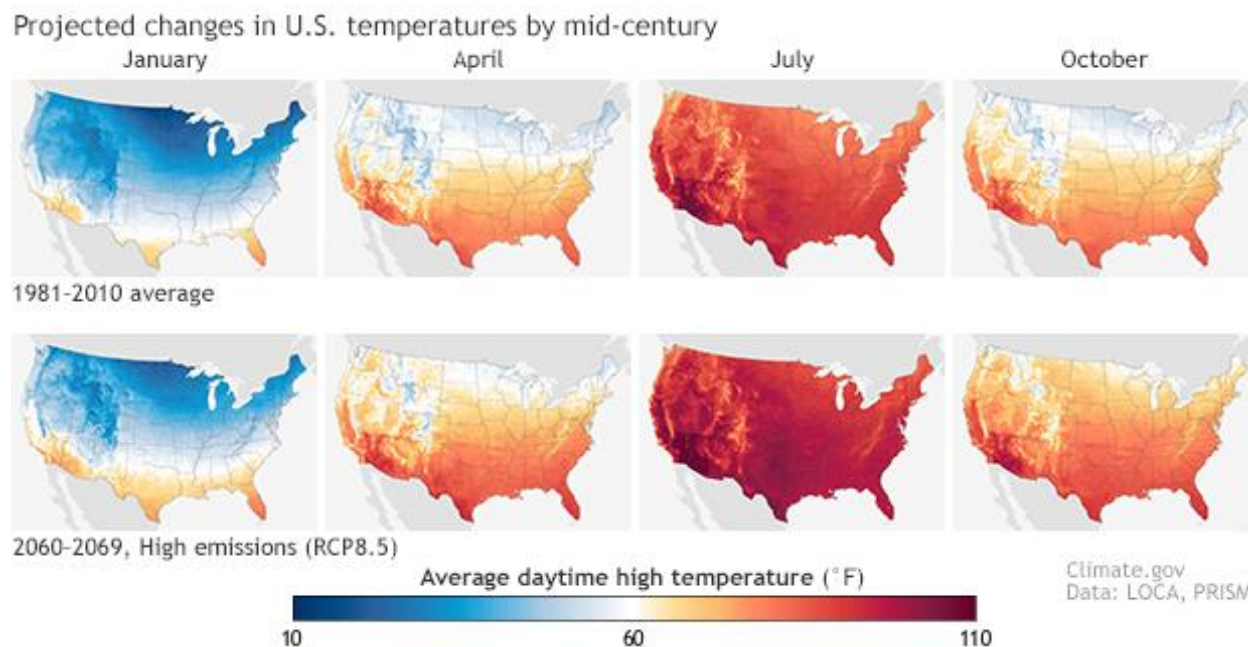 Projected changes in U.S. temperatures by mid-century
January April July October
1981-2010 average
2060-2069, High emissions (RCP8.5)
Average daytime high temperature (°F)
10 60 110
Climate.gov
Data: LOCA, PRISM